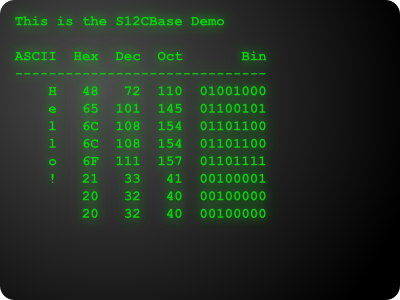 This is the S12CBase Demo
ASCII  Hex  Dec  Oct       Bin
------------------------------
    H   48   72  110  01001000
    e   65  101  145  01100101
    l   6C  108  154  01101100
    l   6C  108  154  01101100
    o   6F  111  157  01101111
    !   21   33   41  00100001
        20   32   40  00100000
        20   32   40  00100000